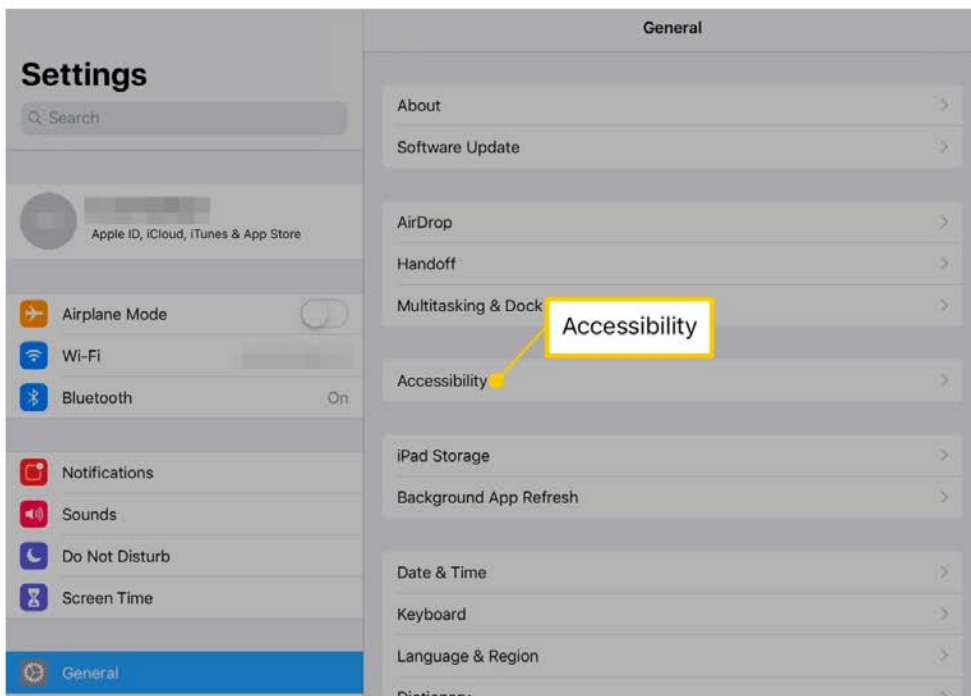 Settings
Search
Apple ID, iCloud, iTunes & App Store
Airplane Mode
Wi-Fi
Bluetooth On
Notifications
Sounds
Do Not Disturb
Screen Time
General
General
About
Software Update
AirDrop
Handoff
Multitasking & Dock
Accessibility
Accessibility
iPad Storage
Background App Refresh
Date & Time
Keyboard
Language & Region